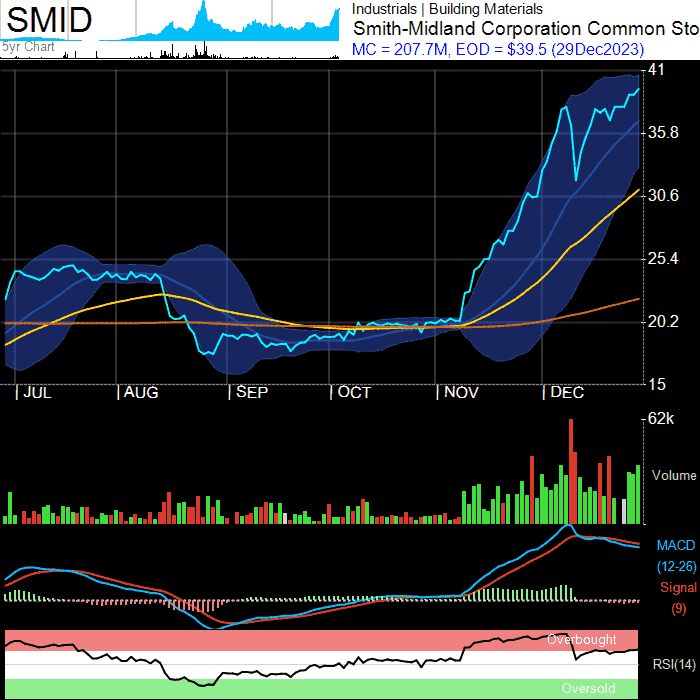 SMID
5yr Chart
Industrials | Building Materials
Smith-Midland Corporation Common Sto
MC = 207.7M, EOD = $39.5 (29Dec2023)
41
35.8
30.6
25.4
20.2
15
| JUL | AUG | SEP | OCT | NOV | DEC
62k
Volume
MACD
(12-26)
Signal
(9)
Overbought
RSI(14)
Oversold